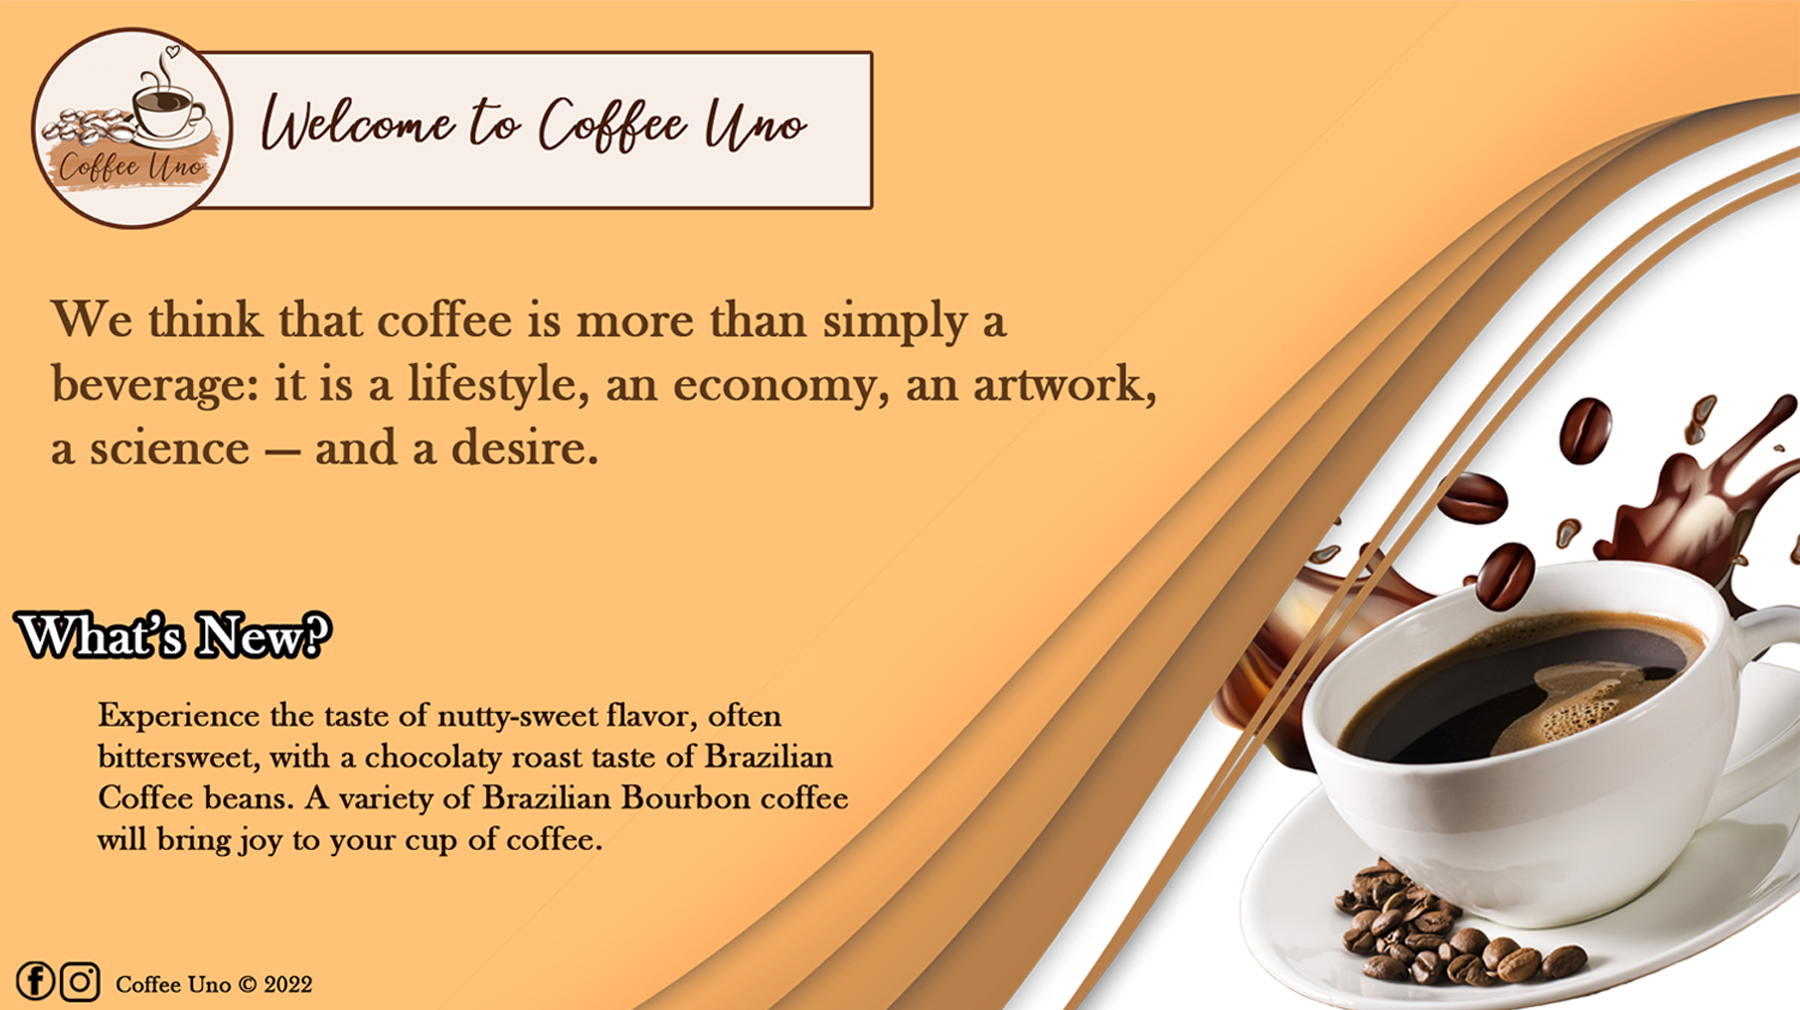 Coffee Uno
Welcome to Coffee Uno
We think that coffee is more than simply a
beverage: it is a lifestyle, an economy, an artwork,
a science — and a desire.
What's New?
Experience the taste of nutty-sweet flavor, often
bittersweet, with a chocolaty roast taste of Brazilian
Coffee beans. A variety of Brazilian Bourbon coffee
will bring joy to your cup of coffee.
Coffee Uno © 2022